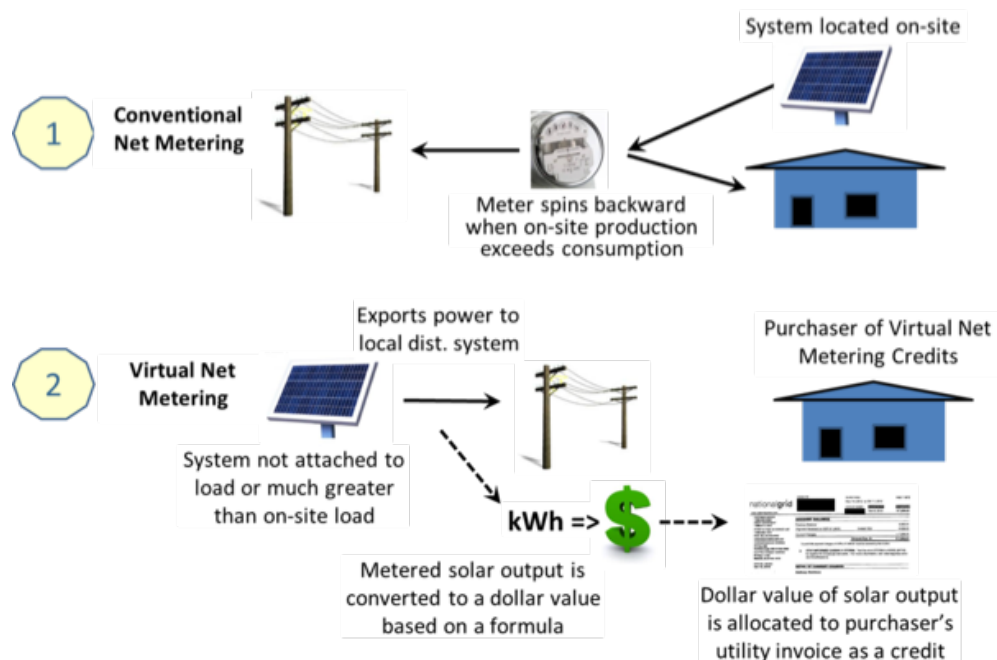 System located on-site
1
Conventional
Net Metering
Meter spins backward
when on-site production
exceeds consumption
Exports power to
local dist. system
Purchaser of Virtual Net
Metering Credits
2
Virtual Net
Metering
System not attached to
load or much greater
than on-site load
kWh => $
nationalgrid
Metered solar output is
converted to a dollar value
based on a formula
Dollar value of solar output
is allocated to purchaser's
utility invoice as a credit